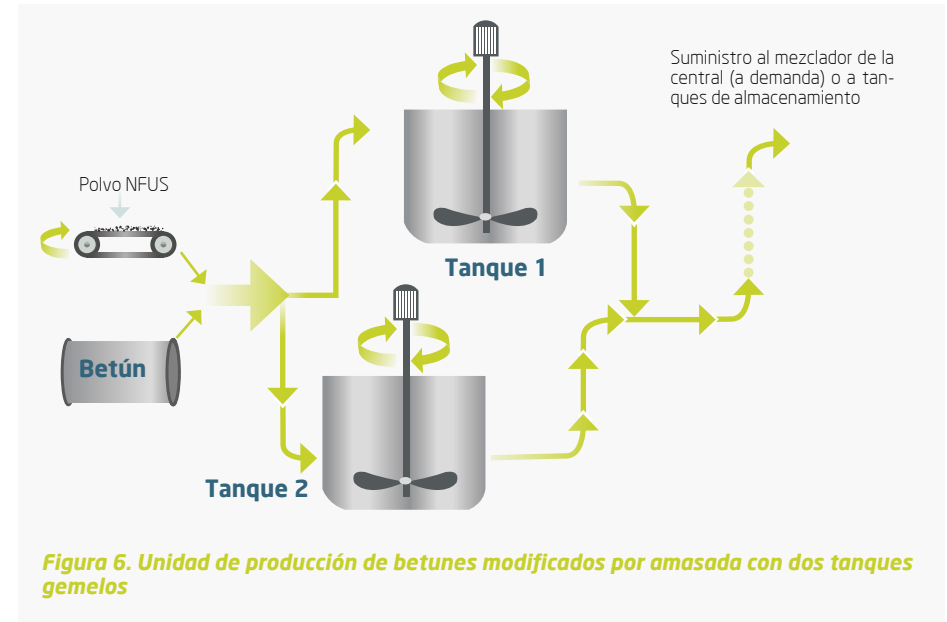 Suministro al mezclador de la
central (a demanda) o a tan-
ques de almacenamiento
Polvo NFUS
Tanque 1
Betún
Tanque 2
Figura 6. Unidad de producción de betunes modificados por amasada con dos tanques
gemelos